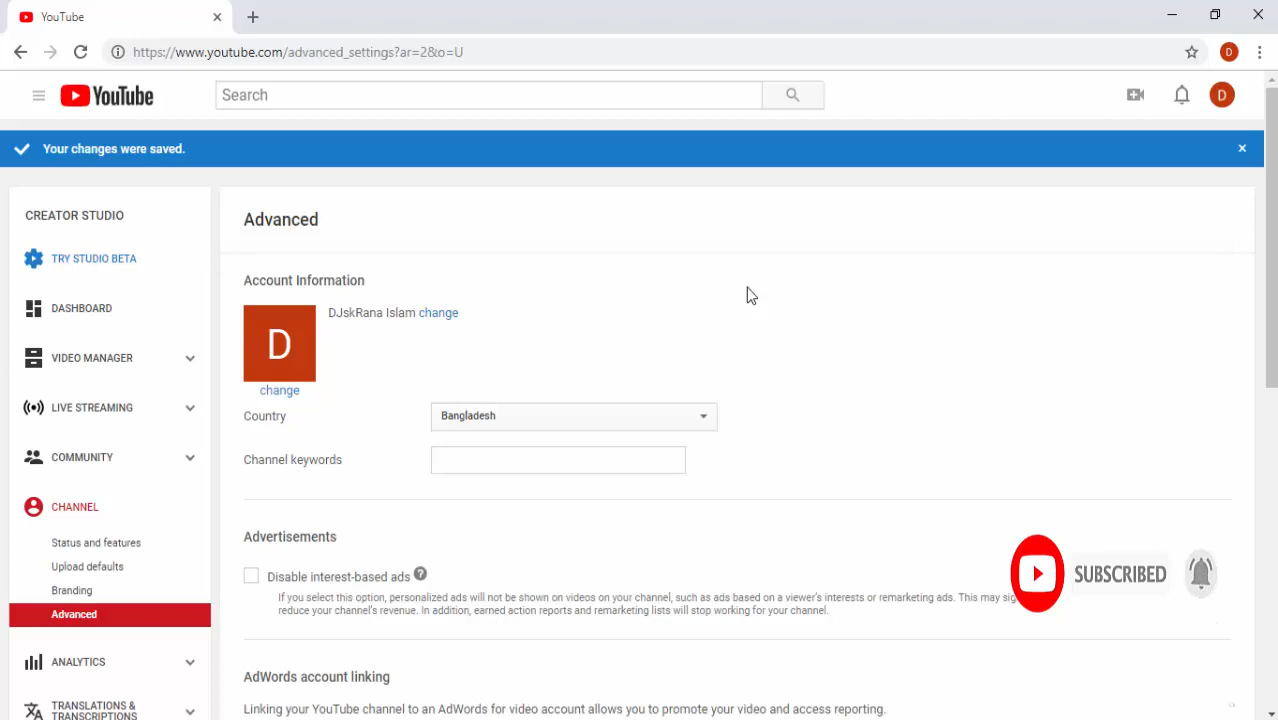 YouTube
https://www.youtube.com/advanced_settings?ar=2&o=U
D
YouTube
Search
D
Your changes were saved.
CREATOR STUDIO
TRY STUDIO BETA
DASHBOARD
VIDEO MANAGER
LIVE STREAMING
COMMUNITY
CHANNEL
Status and features
Upload defaults
Branding
Advanced
ANALYTICS
TRANSLATIONS &
TRANSCRIPTIONS
Advanced
Account Information
D
DJskRana Islam change
change
Country
Bangladesh
Channel keywords
Advertisements
Disable interest-based ads ?
If you select this option, personalized ads will not be shown on videos on your channel, such as ads based on a viewer's interests or remarketing ads. This may
reduce your channel's revenue. In addition, earned action reports and remarketing lists will stop working for your channel.
SUBSCRIBED
AdWords account linking
Linking your YouTube channel to an AdWords for video account allows you to promote your video and access reporting.